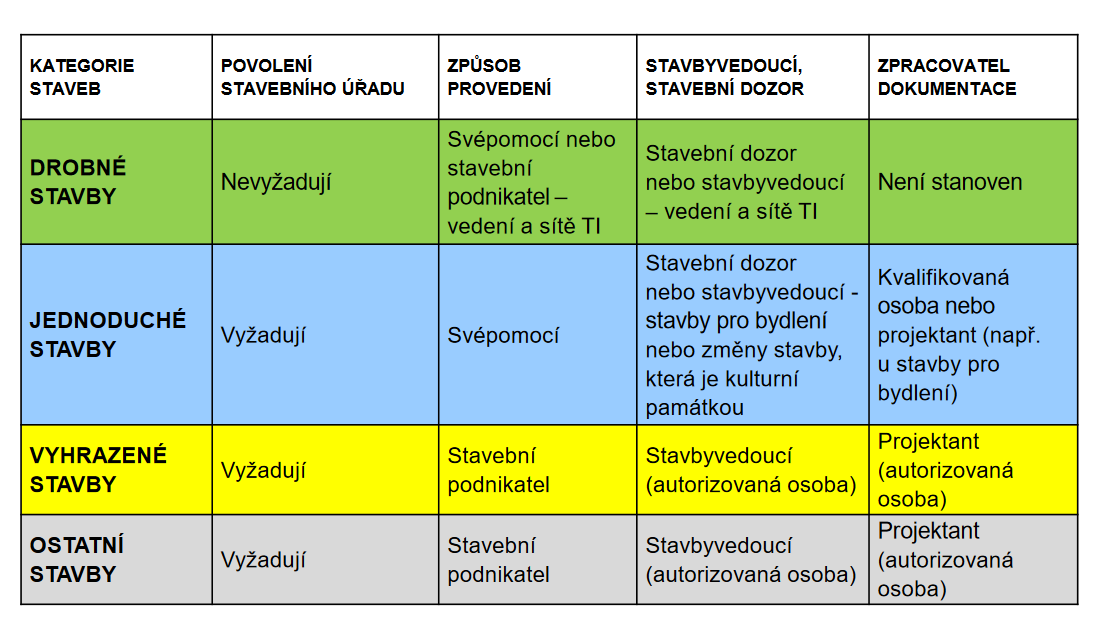 KATEGORIE
STAVEB
POVOLENÍ
STAVEBNÍHO ÚŘADU
ZPŮSOB
PROVEDENÍ
STAVBYVEDOUCÍ,
STAVEBNÍ DOZOR
ZPRACOVATEL
DOKUMENTACE
DROBNÉ
STAVBY
Nevyžadují
Svépomocí nebo
stavební
podnikatel –
vedení a sítě TI
Stavební dozor
nebo stavbyvedoucí
– vedení a sítě TI
Není stanoven
JEDNODUCHÉ
STAVBY
Vyžadují
Svépomocí
Stavební dozor
nebo stavbyvedoucí -
stavby pro bydlení
nebo změny stavby,
která je kulturní
památkou
Kvalifikovaná
osoba nebo
projektant (např.
u stavby pro
bydlení)
VYHRAZENÉ
STAVBY
Vyžadují
Stavební
podnikatel
Stavbyvedoucí
(autorizovaná osoba)
Projektant
(autorizovaná
osoba)
OSTATNÍ
STAVBY
Vyžadují
Stavební
podnikatel
Stavbyvedoucí
(autorizovaná osoba)
Projektant
(autorizovaná
osoba)